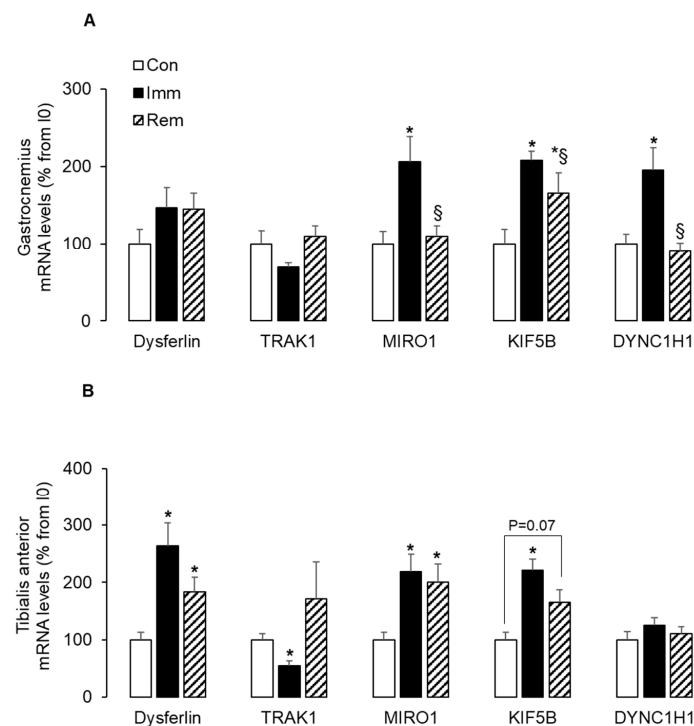 A
Con
Imm
Rem
Gastrocnemius
mRNA levels (% from I0)
300
200
100
0
*
*
*§
*
§
§
Dysferlin TRAK1 MIRO1 KIF5B DYNC1H1
B
Tibialis anterior
mRNA levels (% from I0)
400
300
200
100
0
P=0.07
*
*
*
*
*
*
Dysferlin TRAK1 MIRO1 KIF5B DYNC1H1